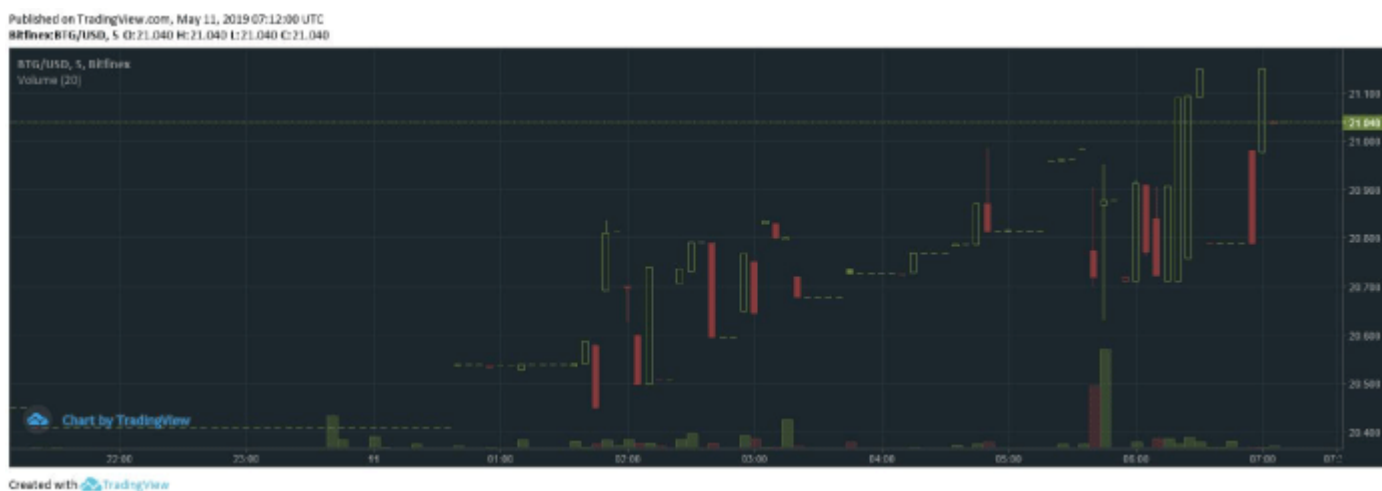 Published on TradingView.com, May 11, 2019 07:12:00 UTC
Bitfinex:BTG/USD, 5 O:21.040 H:21.040 L:21.040 C:21.040
BTG/USD, 5, Bitfinex
Volume (20)
21.100
21.040
21.000
20.900
20.800
20.700
20.600
20.500
20.400
Chart by TradingView
22:00 23:00 11 01:00 02:00 03:00 04:00 05:00 06:00 07:00
Created with TradingView